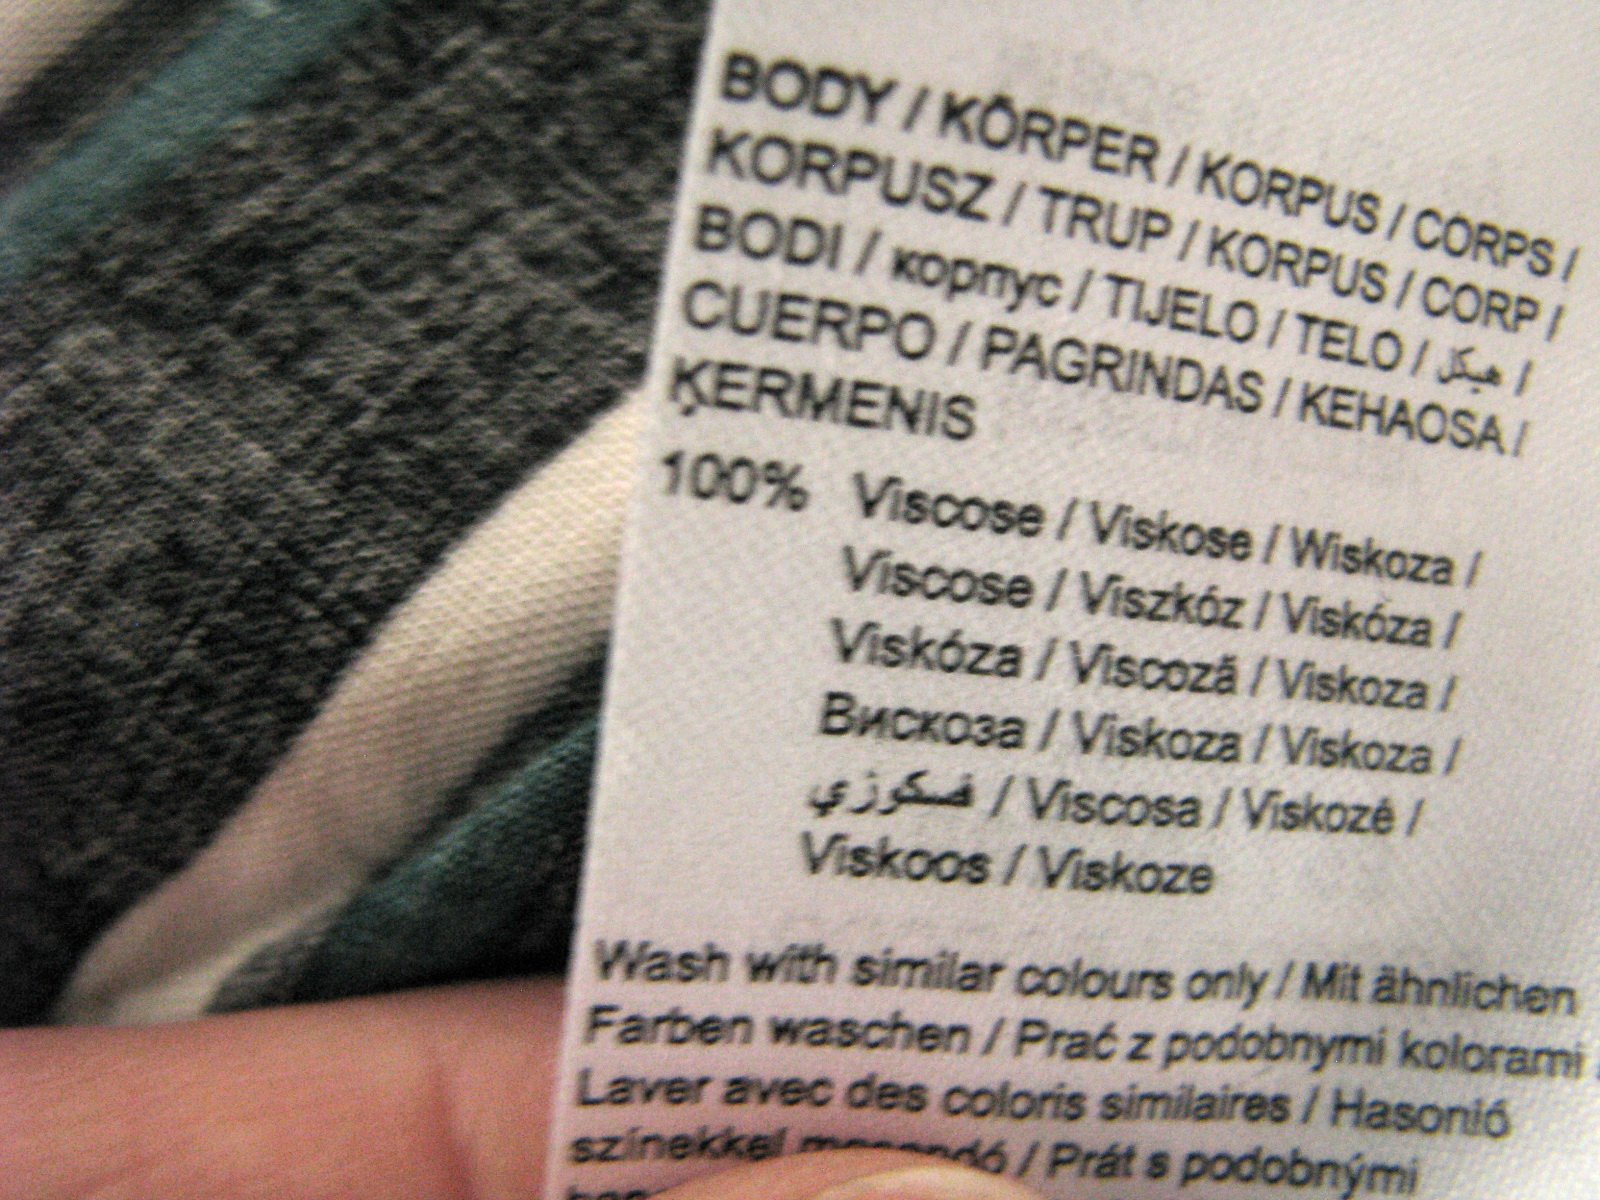 BODY / KÖRPER / KORPUS / CORPS /
KORPUSZ / TRUP / KORPUS / CORP /
BODI / корпус / TIJELO / TELO / هيكل /
CUERPO / PAGRINDAS / KEHAOSA /
ĶERMENIS
100% Viscose / Viskose / Wiskoza /
Viscose / Viszkóz / Viskóza /
Viskóza / Viscoză / Viskoza /
Вискоза / Viskoza / Viskoza /
فسكوزي / Viscosa / Viskozė /
Viskoos / Viskoze
Wash with similar colours only / Mit ähnlichen
Farben waschen / Prać z podobnymi kolorami /
Laver avec des coloris similaires / Hasonló
színekkel mosandó / Prát s podobnými